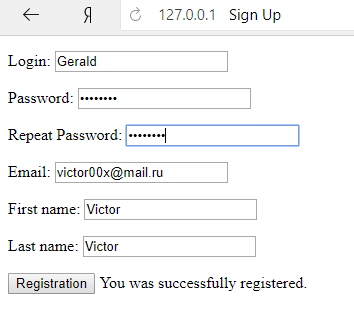 Я 127.0.0.1 Sign Up
Login: Gerald
Password: ••••••••
Repeat Password: ••••••••
Email: victor00x@mail.ru
First name: Victor
Last name: Victor
Registration You was successfully registered.